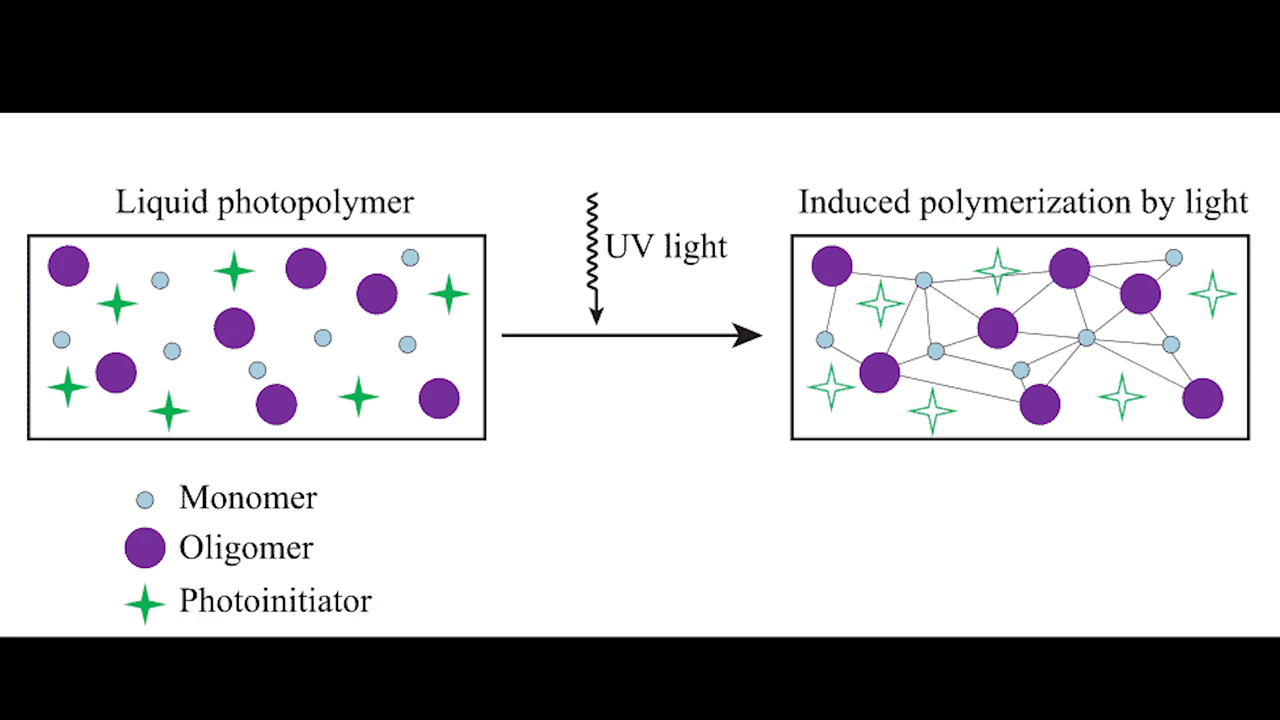 Liquid photopolymer
UV light
Induced polymerization by light
Monomer
Oligomer
Photoinitiator